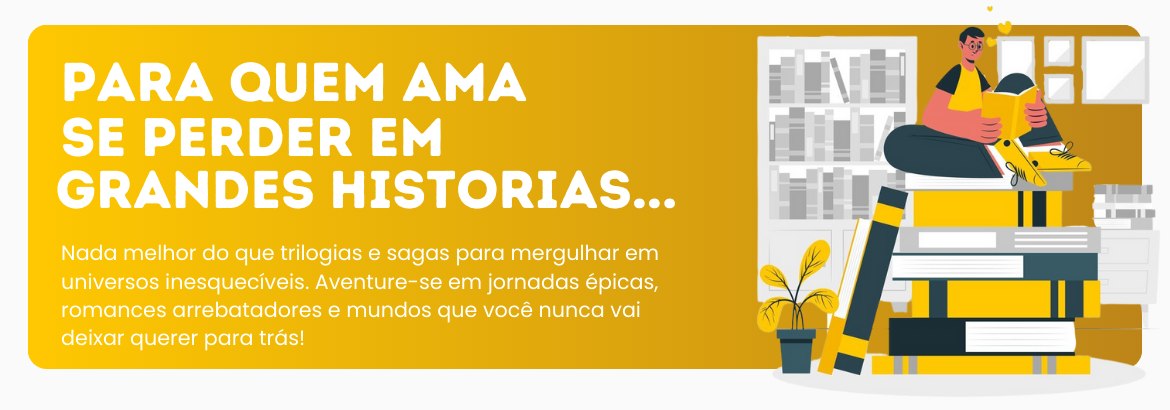 PARA QUEM AMA
SE PERDER EM
GRANDES HISTORIAS...
Nada melhor do que trilogias e sagas para mergulhar em
universos inesquecíveis. Aventure-se em jornadas épicas,
romances arrebatadores e mundos que você nunca vai
deixar querer para trás!